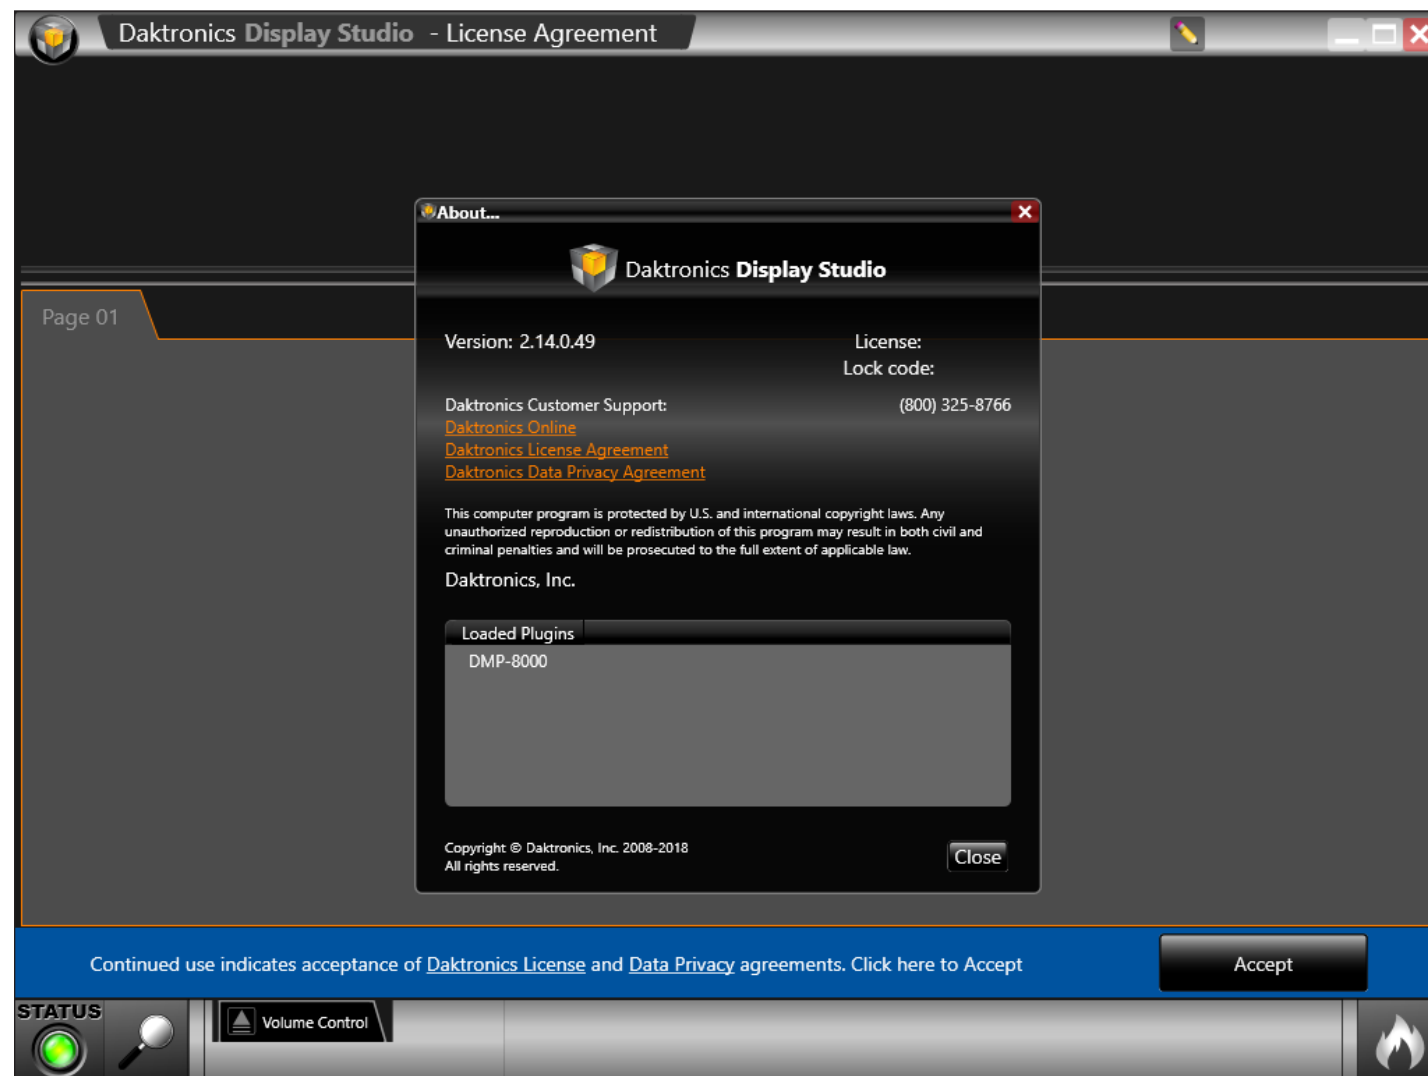 Daktronics Display Studio - License Agreement
About...
Daktronics Display Studio
Page 01
Version: 2.14.0.49
License:
Lock code:
Daktronics Customer Support:
(800) 325-8766
Daktronics Online
Daktronics License Agreement
Daktronics Data Privacy Agreement
This computer program is protected by U.S. and international copyright laws. Any
unauthorized reproduction or redistribution of this program may result in both civil and
criminal penalties and will be prosecuted to the full extent of applicable law.
Daktronics, Inc.
Loaded Plugins
DMP-8000
Copyright © Daktronics, Inc. 2008-2018
All rights reserved.
Close
Continued use indicates acceptance of Daktronics License and Data Privacy agreements. Click here to Accept
Accept
STATUS
Volume Control